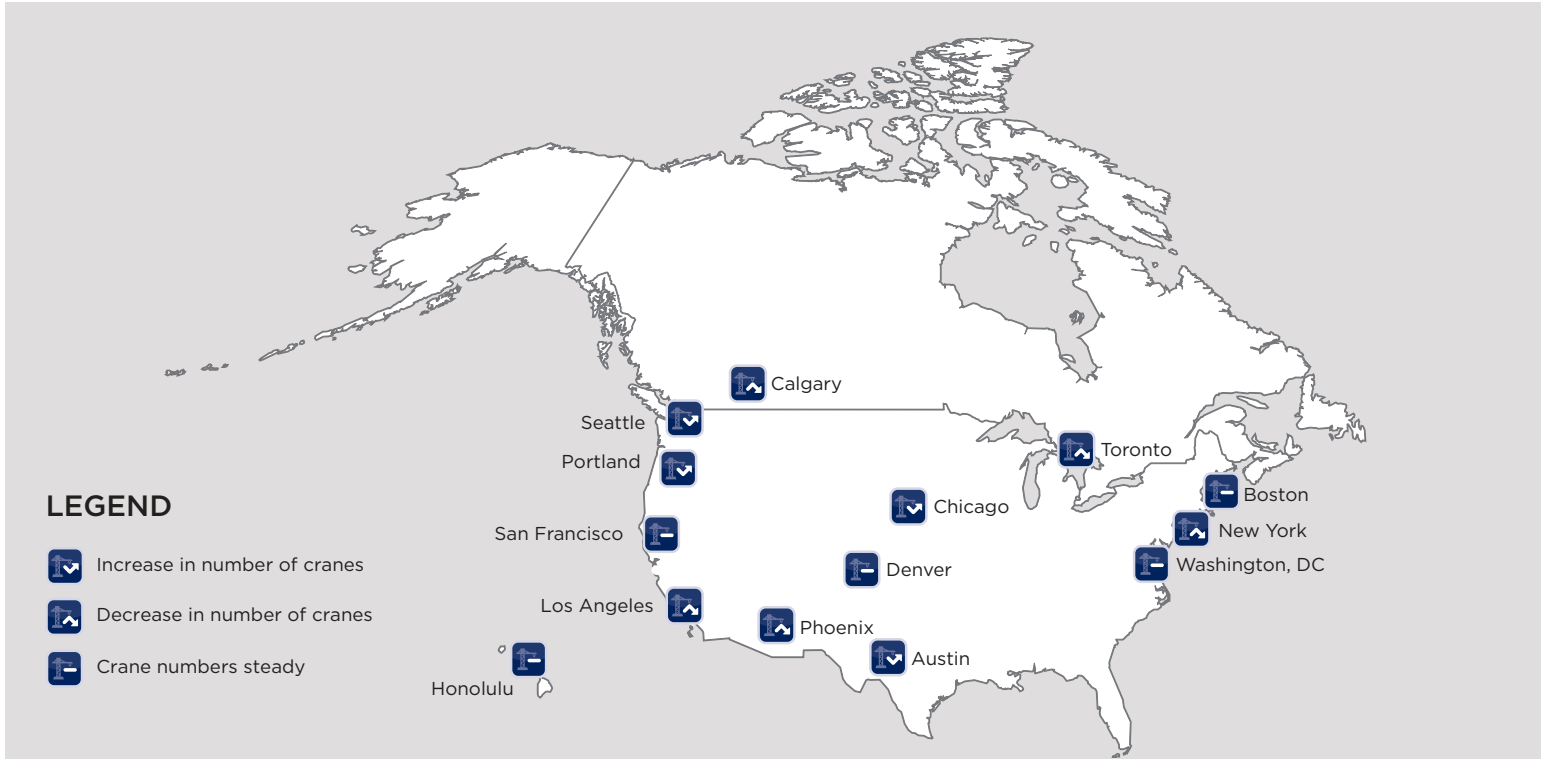 Calgary
Seattle
Toronto
Portland
Boston
LEGEND
Chicago
New York
San Francisco
Increase in number of cranes
Denver
Washington, DC
Los Angeles
Decrease in number of cranes
Phoenix
Austin
Crane numbers steady
Honolulu